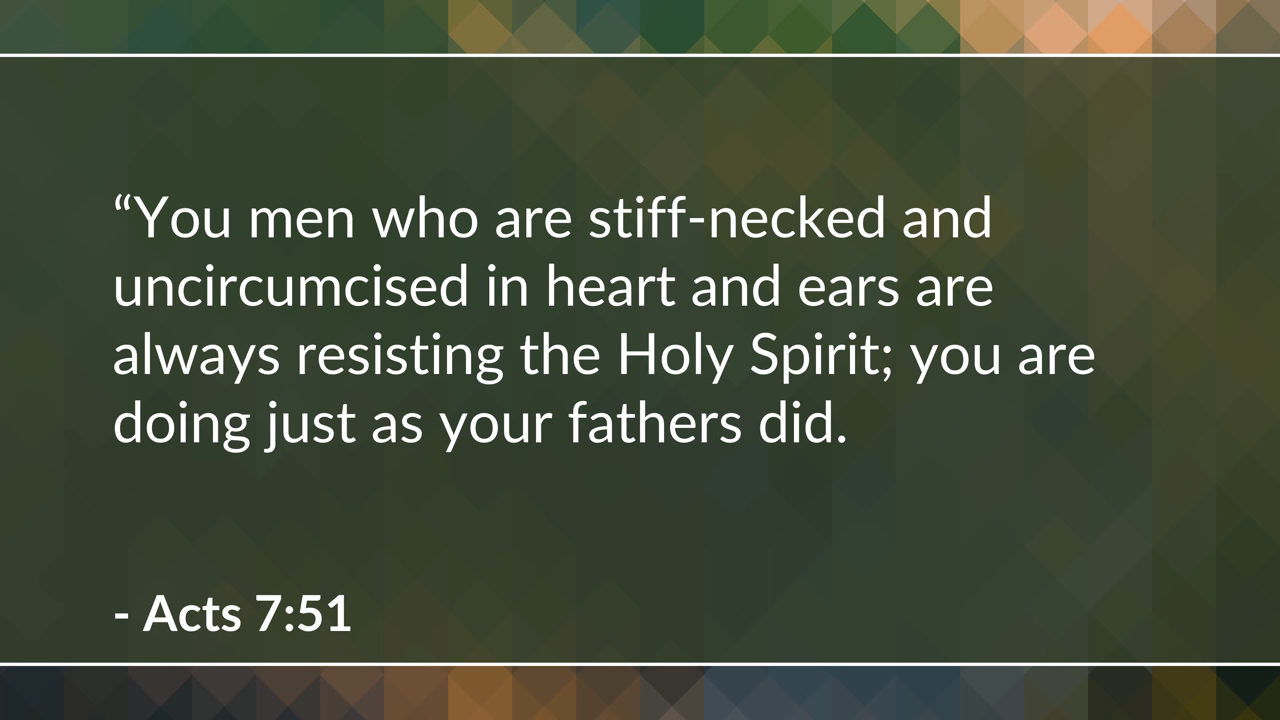 “You men who are stiff-necked and
uncircumcised in heart and ears are
always resisting the Holy Spirit; you are
doing just as your fathers did.
- Acts 7:51